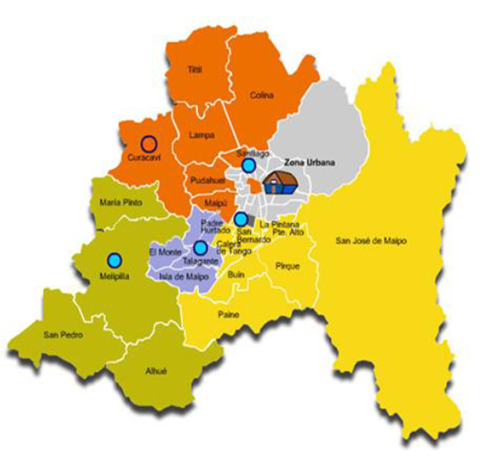 Tiltil
Colina
Lampa
Curacaví
Santiago
Zona Urbana
Pudahuel
María Pinto
Maipú
Padre
Hurtado
La Pintana
San
Bernardo
Pte. Alto
Calera
de Tango
San José de Maipo
El Monte
Talagante
Pirque
Melipilla
Isla de Maipo
Buin
Paine
San Pedro
Alhué